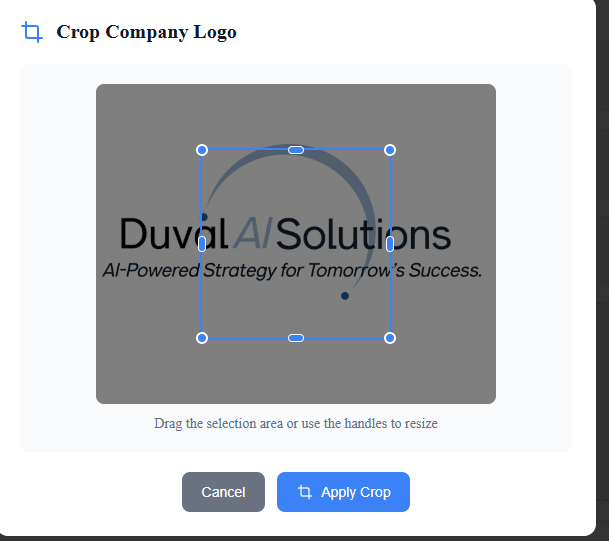 Crop Company Logo
Duval AI Solutions
AI-Powered Strategy for Tomorrow's Success.
Drag the selection area or use the handles to resize
Cancel
Apply Crop